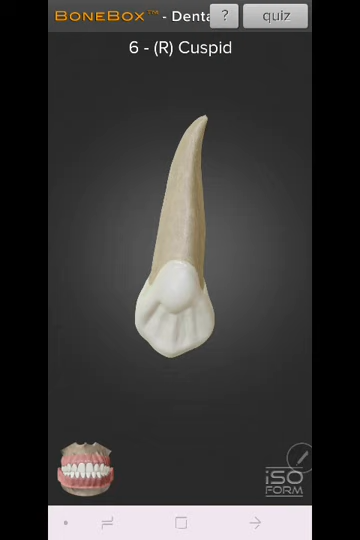 BONEBOX™ - Denta
?
quiz
6 - (R) Cuspid
iSO
FORM